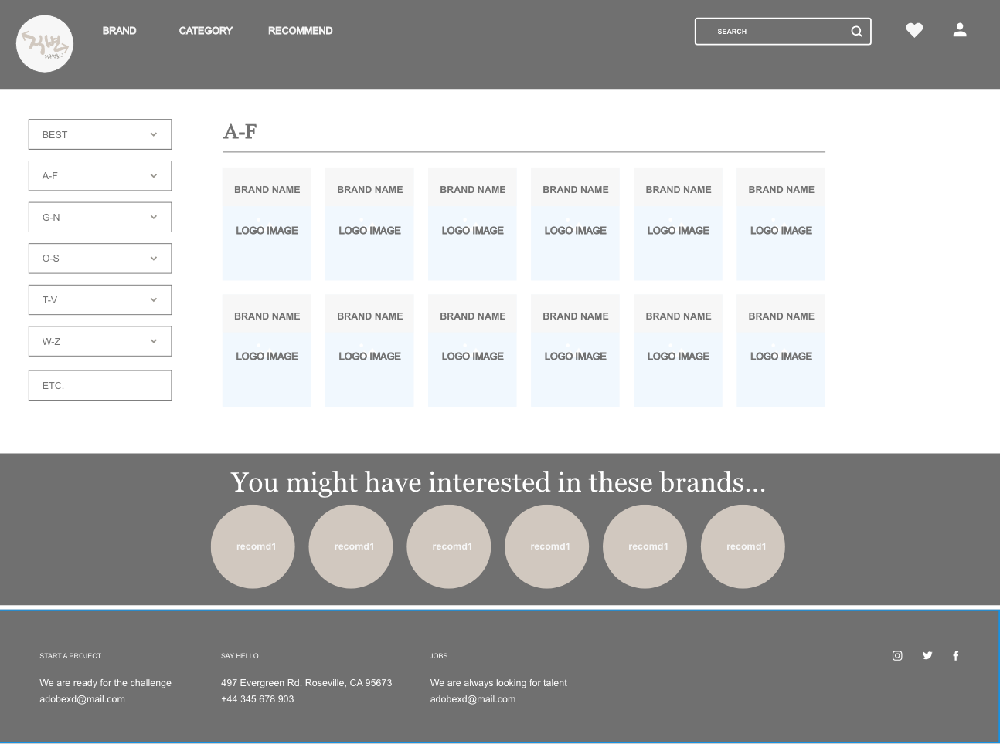 직번
BRAND CATEGORY RECOMMEND SEARCH
BEST
A-F
G-N
O-S
T-V
W-Z
ETC.
A-F
BRAND NAME BRAND NAME BRAND NAME BRAND NAME BRAND NAME BRAND NAME
LOGO IMAGE LOGO IMAGE LOGO IMAGE LOGO IMAGE LOGO IMAGE LOGO IMAGE
BRAND NAME BRAND NAME BRAND NAME BRAND NAME BRAND NAME BRAND NAME
LOGO IMAGE LOGO IMAGE LOGO IMAGE LOGO IMAGE LOGO IMAGE LOGO IMAGE
You might have interested in these brands...
recomd1 recomd1 recomd1 recomd1 recomd1 recomd1
START A PROJECT
We are ready for the challenge
adobexd@mail.com
SAY HELLO
497 Evergreen Rd. Roseville, CA 95673
+44 345 678 903
JOBS
We are always looking for talent
adobexd@mail.com